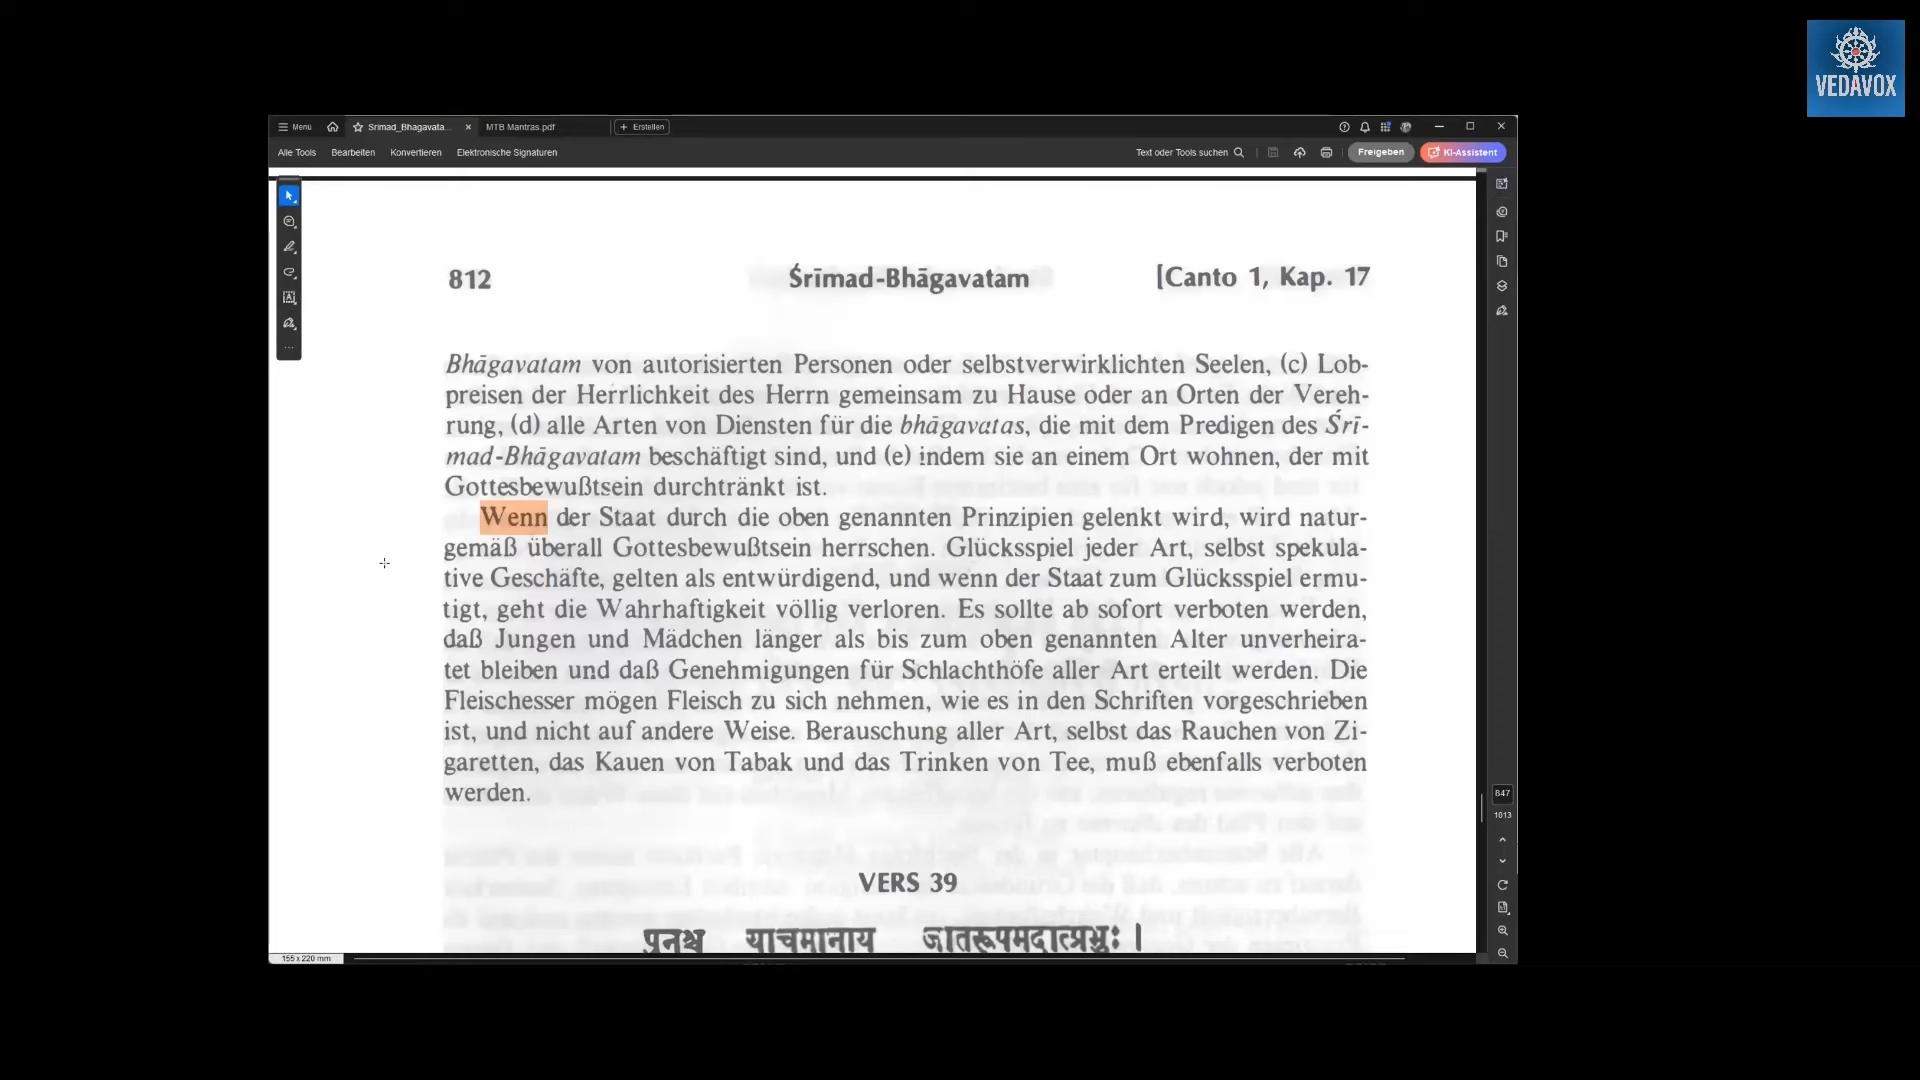 VEDAVOX
Menü
Srimad_Bhagavata...
MTB Mantras.pdf
Erstellen
Alle Tools
Bearbeiten
Konvertieren
Elektronische Signaturen
Text oder Tools suchen
Freigeben
KI-Assistent
812
Śrīmad-Bhāgavatam
[Canto 1, Kap. 17
Bhāgavatam von autorisierten Personen oder selbstverwirklichten Seelen, (c) Lob-
preisen der Herrlichkeit des Herrn gemeinsam zu Hause oder an Orten der Vereh-
rung, (d) alle Arten von Diensten für die bhāgavatas, die mit dem Predigen des Śrī-
mad-Bhāgavatam beschäftigt sind, und (e) indem sie an einem Ort wohnen, der mit
Gottesbewußtsein durchtränkt ist.
Wenn der Staat durch die oben genannten Prinzipien gelenkt wird, wird natur-
gemäß überall Gottesbewußtsein herrschen. Glücksspiel jeder Art, selbst spekula-
tive Geschäfte, gelten als entwürdigend, und wenn der Staat zum Glücksspiel ermu-
tigt, geht die Wahrhaftigkeit völlig verloren. Es sollte ab sofort verboten werden,
daß Jungen und Mädchen länger als bis zum oben genannten Alter unverheira-
tet bleiben und daß Genehmigungen für Schlachthöfe aller Art erteilt werden. Die
Fleischesser mögen Fleisch zu sich nehmen, wie es in den Schriften vorgeschrieben
ist, und nicht auf andere Weise. Berauschung aller Art, selbst das Rauchen von Zi-
garetten, das Kauen von Tabak und das Trinken von Tee, muß ebenfalls verboten
werden.
VERS 39
पुनश्च याचमानाय जातरूपमदात्प्रभुः।
847
1013
155 x 220 mm